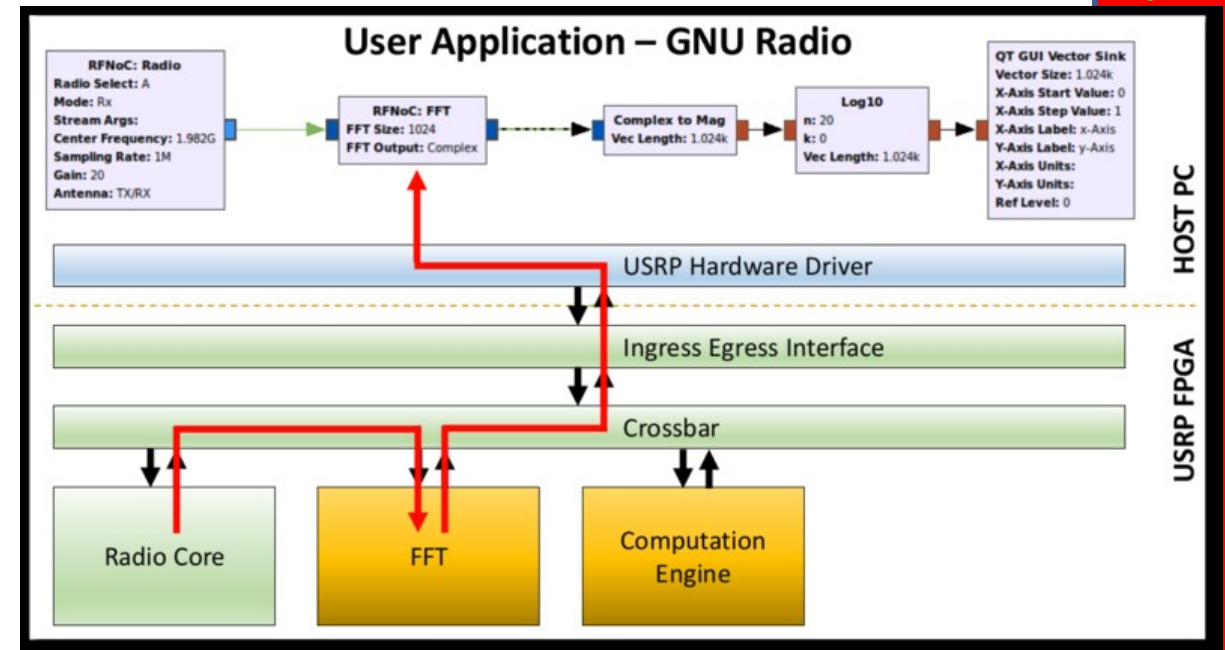 User Application – GNU Radio
RFNoC: Radio
Radio Select: A
Mode: Rx
Stream Args:
Center Frequency: 1.982G
Sampling Rate: 1M
Gain: 20
Antenna: TX/RX
RFNoC: FFT
FFT Size: 1024
FFT Output: Complex
Complex to Mag
Vec Length: 1.024k
Log10
n: 20
k: 0
Vec Length: 1.024k
QT GUI Vector Sink
Vector Size: 1.024k
X-Axis Start Value: 0
X-Axis Step Value: 1
X-Axis Label: x-Axis
Y-Axis Label: y-Axis
X-Axis Units:
Y-Axis Units:
Ref Level: 0
HOST PC
USRP Hardware Driver
Ingress Egress Interface
Crossbar
USRP FPGA
Radio Core
FFT
Computation
Engine